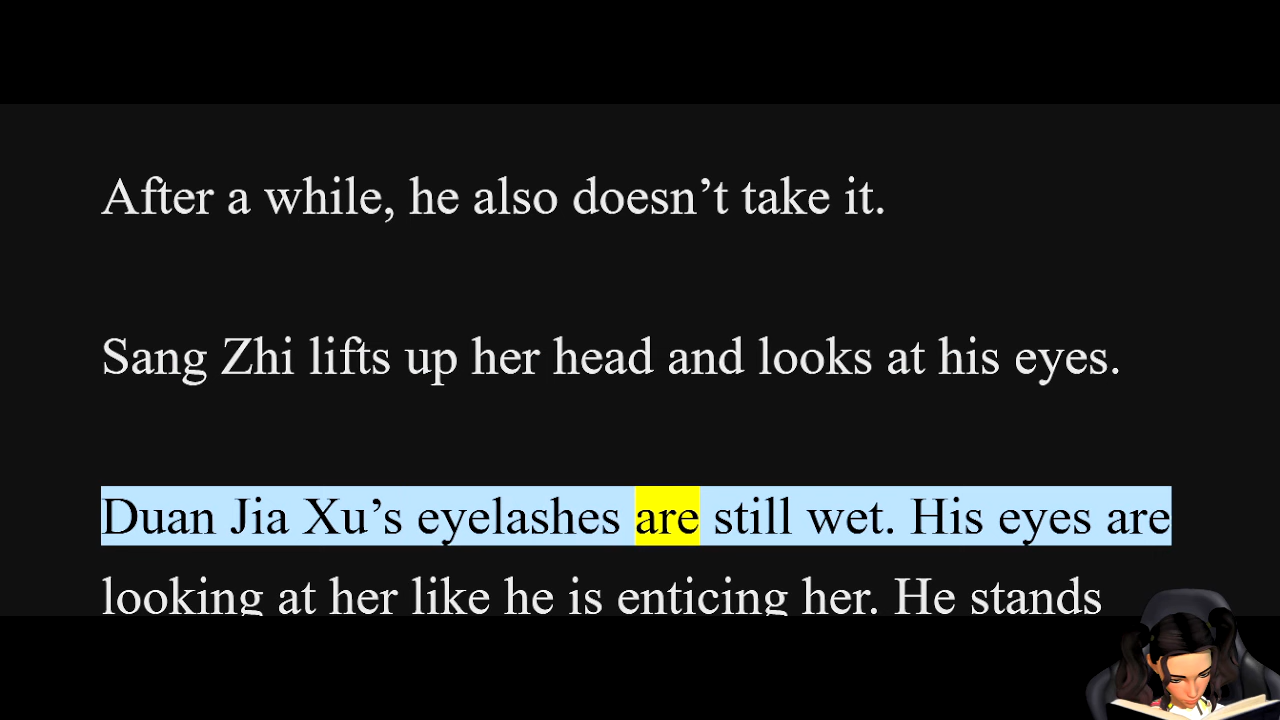 After a while, he also doesn’t take it.
Sang Zhi lifts up her head and looks at his eyes.
Duan Jia Xu’s eyelashes are still wet. His eyes are
looking at her like he is enticing her. He stands